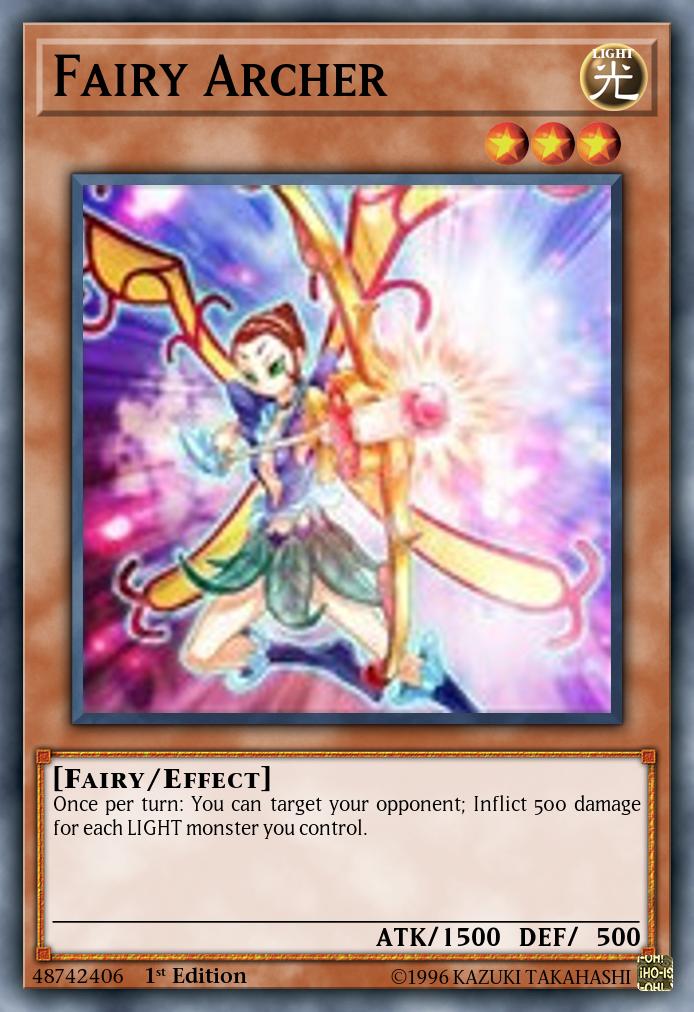 Fairy Archer
LIGHT
光
[Fairy/Effect]
Once per turn: You can target your opponent; Inflict 500 damage
for each LIGHT monster you control.
ATK/1500 DEF/ 500
48742406 1st Edition ©1996 KAZUKI TAKAHASHI